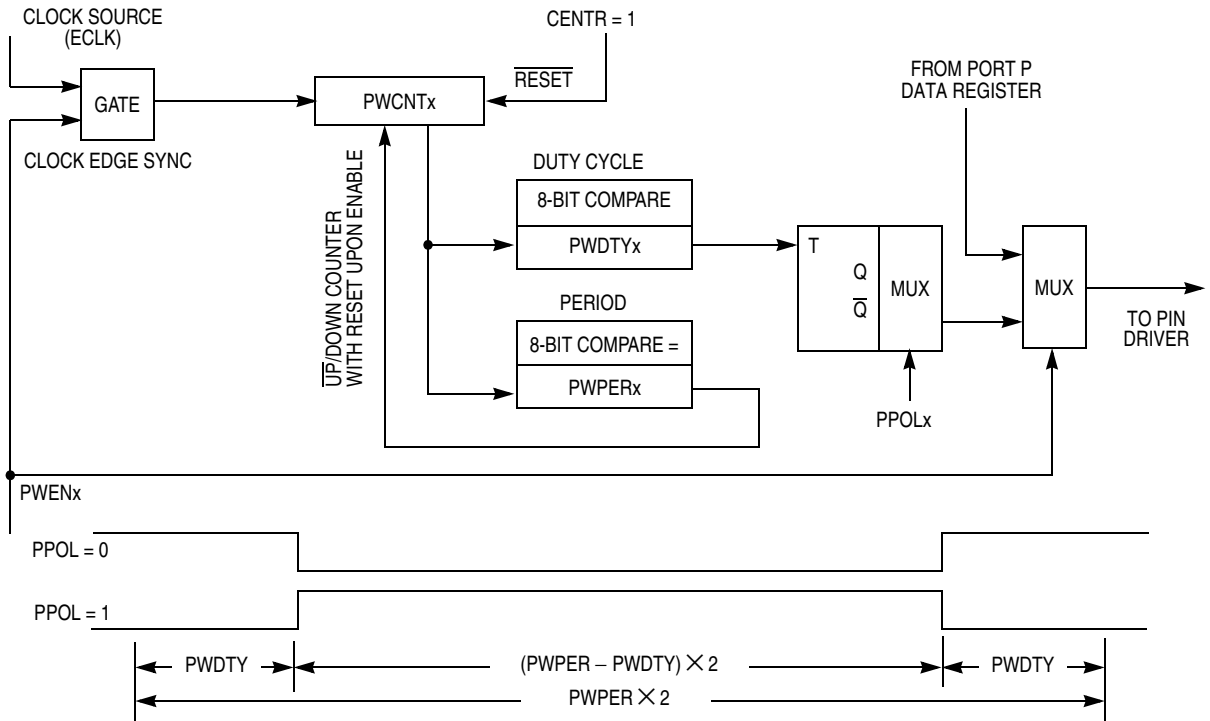 CLOCK SOURCE
(ECLK)
CENTR = 1
RESET
FROM PORT P
DATA REGISTER
GATE
PWCNTx
CLOCK EDGE SYNC
UP/DOWN COUNTER
WITH RESET UPON ENABLE
DUTY CYCLE
8-BIT COMPARE
PWDTYx
T
Q
Q
MUX
MUX
PERIOD
8-BIT COMPARE =
PWPERx
TO PIN
DRIVER
PPOLx
PWENx
PPOL = 0
PPOL = 1
PWDTY
(PWPER – PWDTY) × 2
PWDTY
PWPER × 2